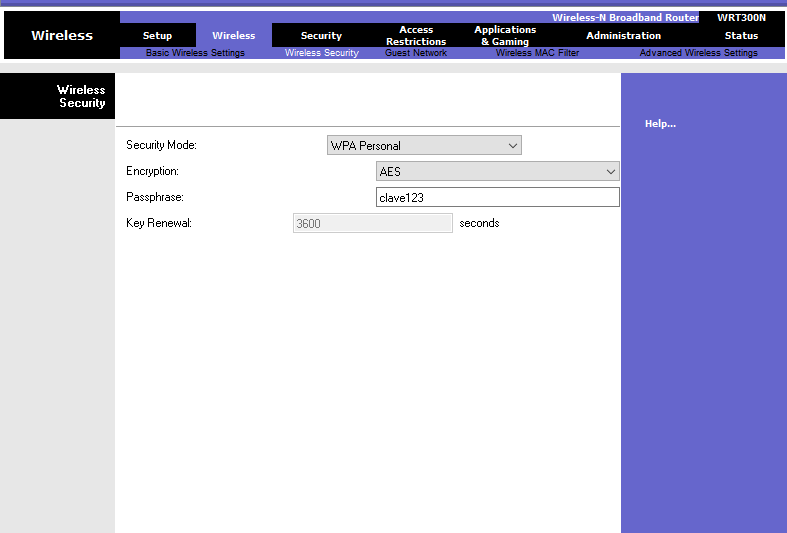 Wireless-N Broadband Router WRT300N
Wireless
Setup Wireless Security Access Restrictions Applications & Gaming Administration Status
Basic Wireless Settings Wireless Security Guest Network Wireless MAC Filter Advanced Wireless Settings
Wireless
Security
Help...
Security Mode: WPA Personal
Encryption: AES
Passphrase: clave123
Key Renewal: 3600 seconds